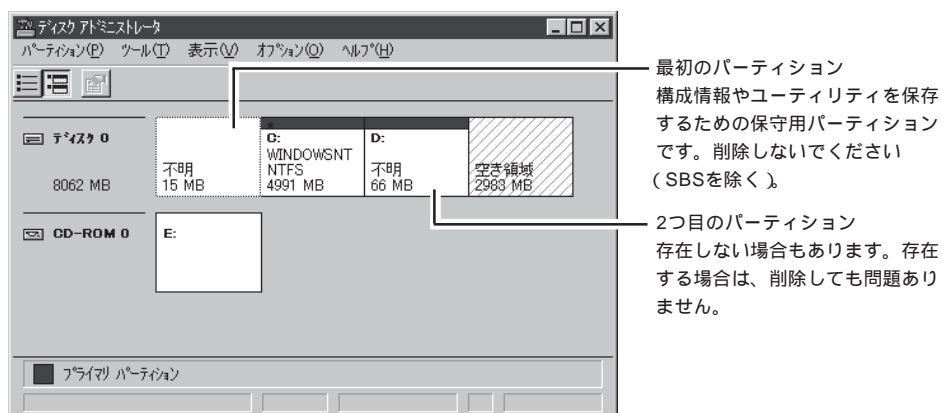 ディスク アドミニストレータ
パーティション(P) ツール(T) 表示(V) オプション(O) ヘルプ(H)
ディスク 0
8062 MB
不明
15 MB
C:
WINDOWSNT
NTFS
4991 MB
D:
不明
66 MB
空き領域
2983 MB
CD-ROM 0
E:
プライマリ パーティション
最初のパーティション
構成情報やユーティリティを保存
するための保守用パーティション
です。削除しないでください
(SBSを除く)。
2つ目のパーティション
存在しない場合もあります。存在
する場合は、削除しても問題あり
ません。